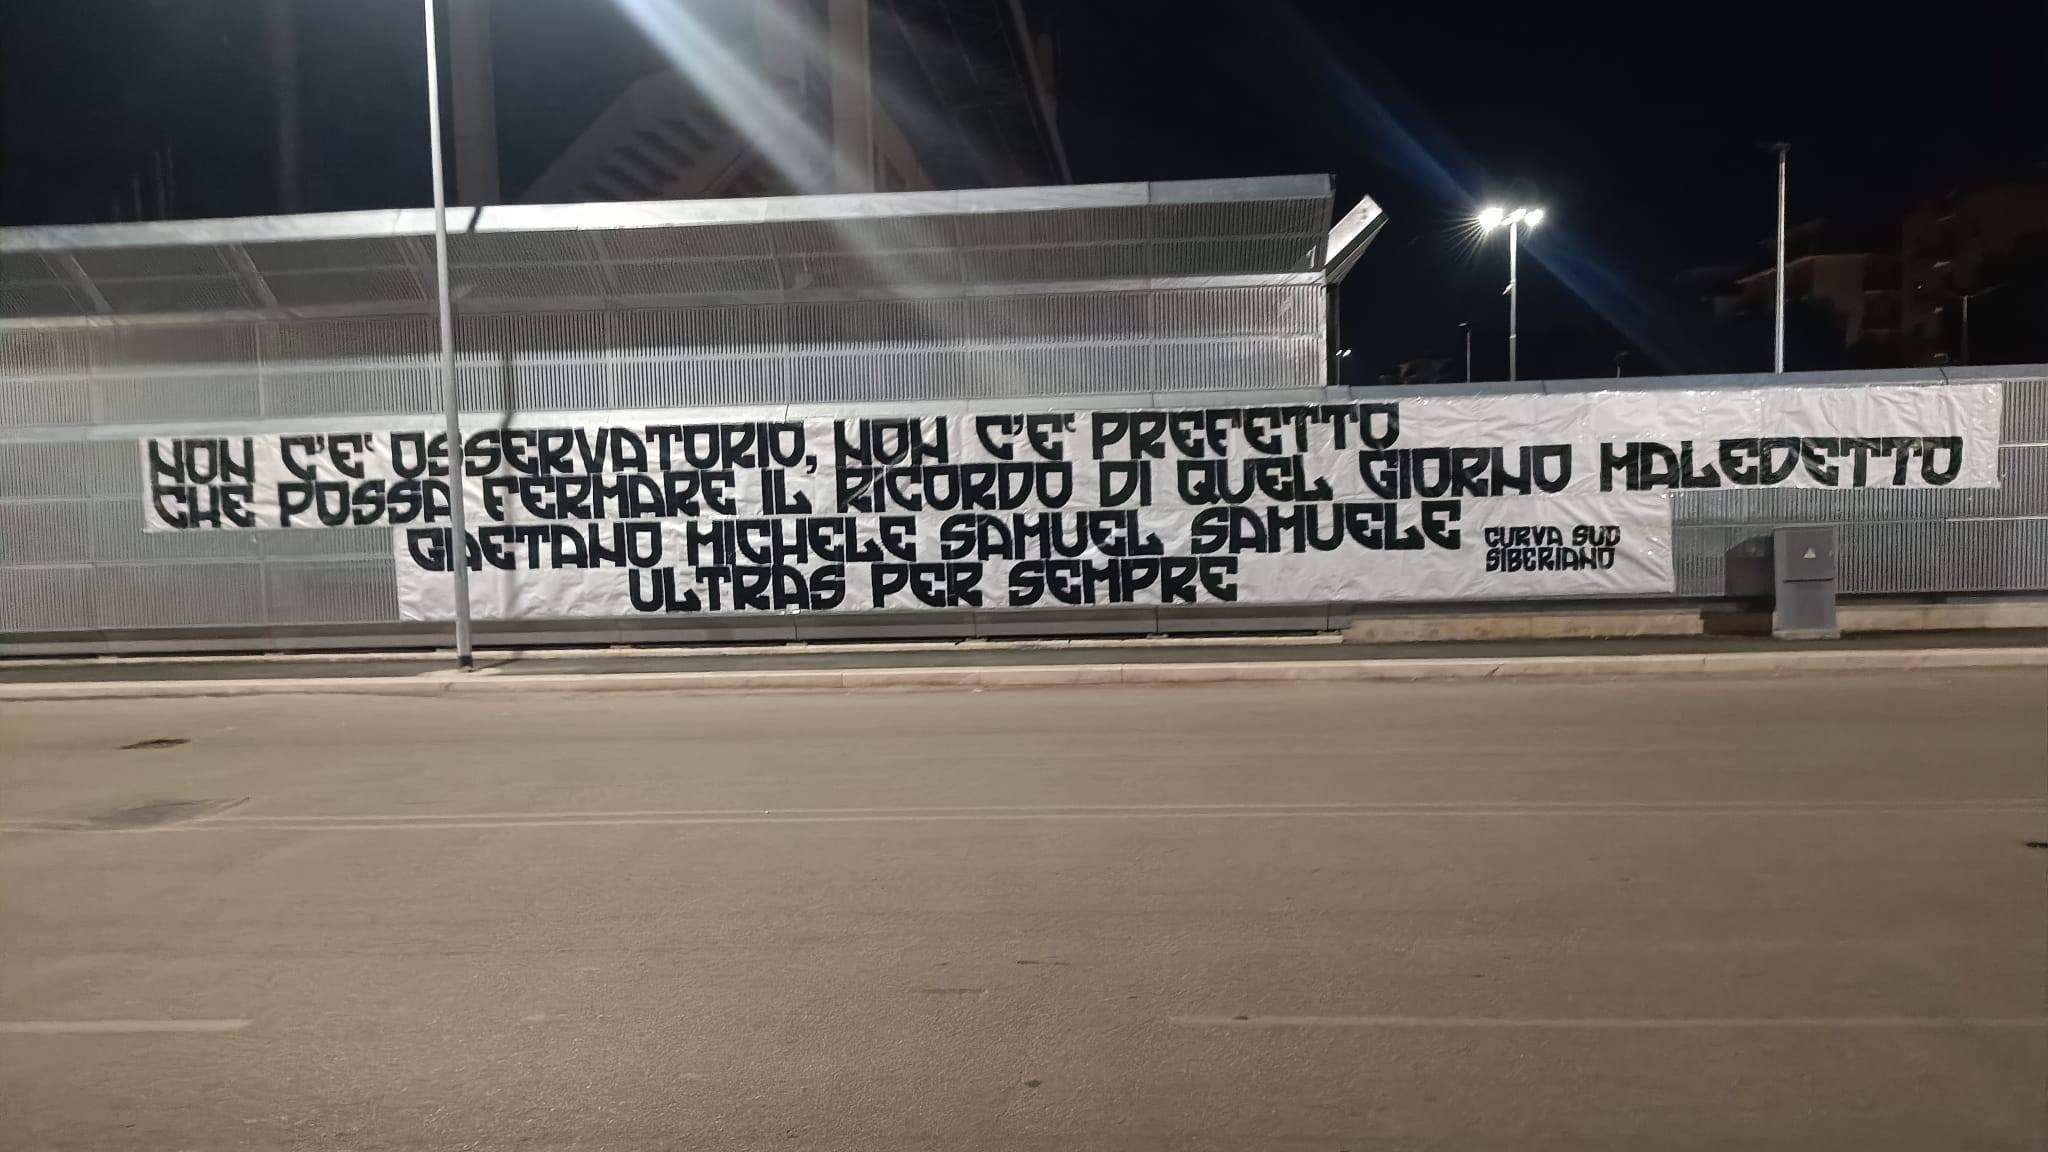 NON C'E' OSSERVATORIO, NON C'E' PREFETTO
CHE POSSA FERMARE IL RICORDO DI QUEL GIORNO MALEDETTO
GAETANO MICHELE SAMUEL SAMUELE
ULTRAS PER SEMPRE
CURVA SUD
SIBERIANO